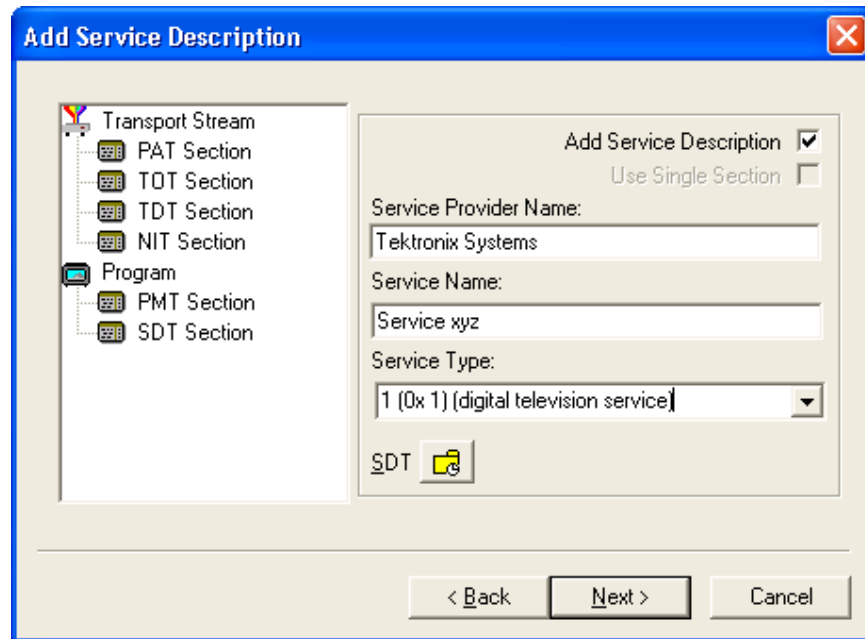 Add Service Description
Transport Stream
PAT Section
TOT Section
TDT Section
NIT Section
Program
PMT Section
SDT Section
Add Service Description
Use Single Section
Service Provider Name:
Tektronix Systems
Service Name:
Service xyz
Service Type:
1 (0x 1) (digital television service)
SDT
< Back
Next >
Cancel